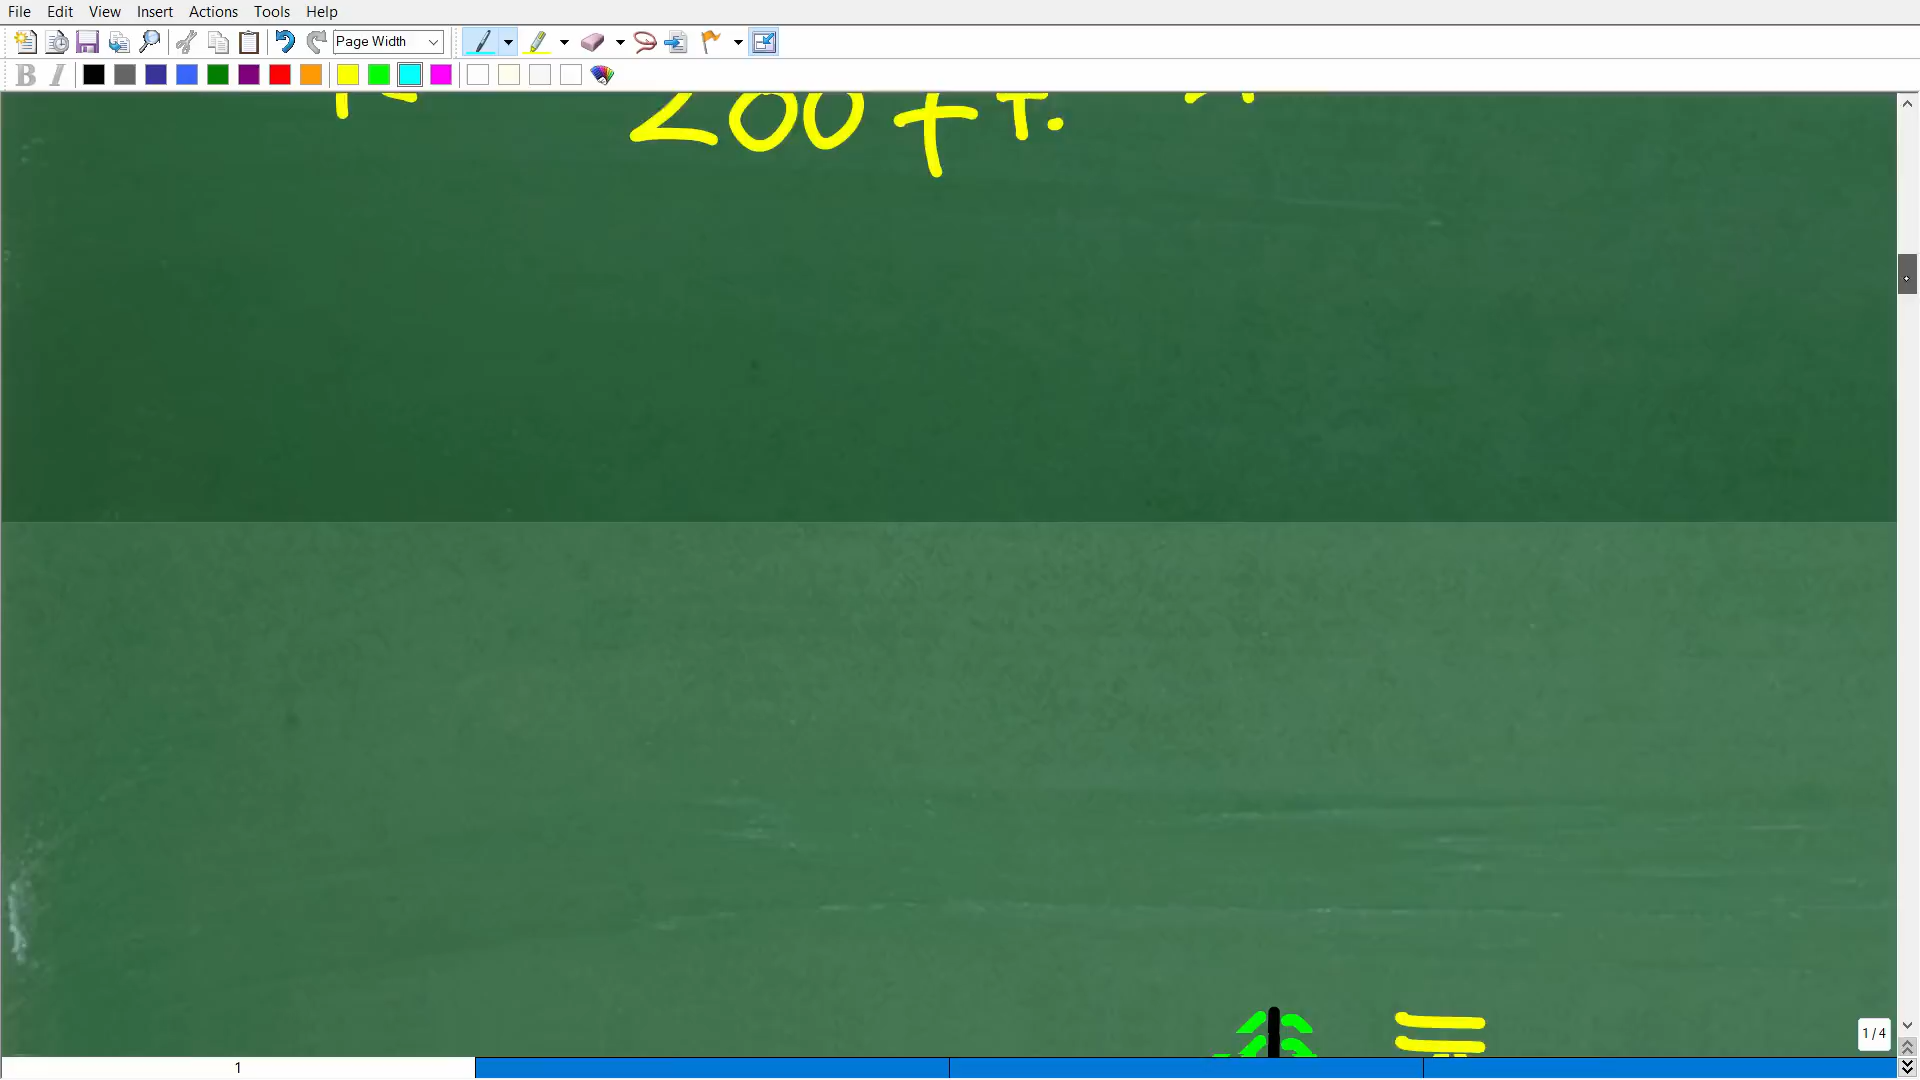 File Edit View Insert Actions Tools Help
Page Width
B I
200 ft.
1 / 4
1